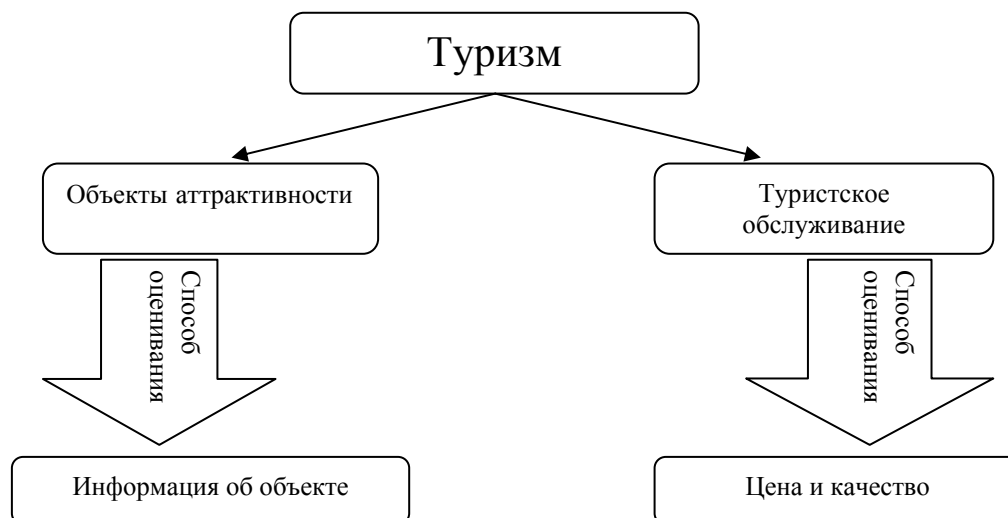 Туризм
Объекты аттрактивности
Туристское
обслуживание
Способ
оценивания
Способ
оценивания
Информация об объекте
Цена и качество